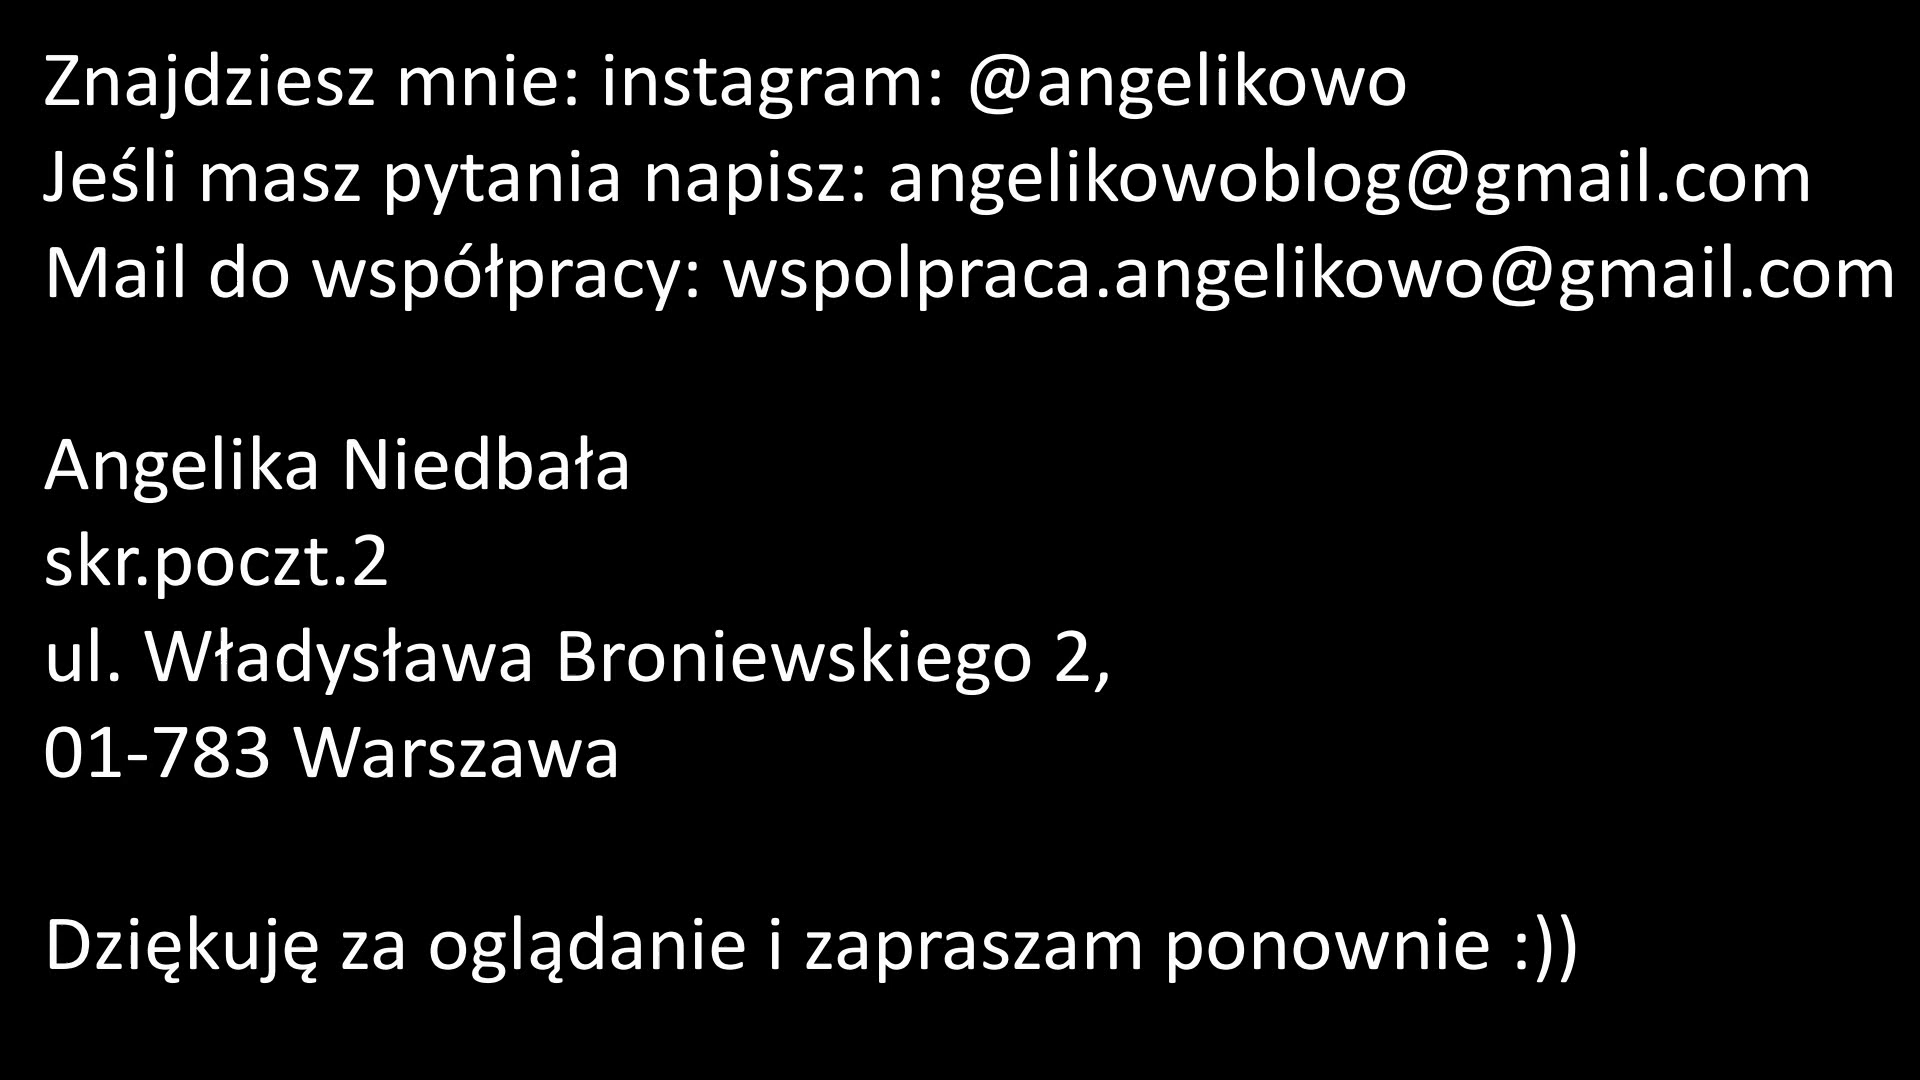 Znajdziesz mnie: instagram: @angelikowo
Jeśli masz pytania napisz: angelikowoblog@gmail.com
Mail do współpracy: wspolpraca.angelikowo@gmail.com
Angelika Niedbała
skr.poczt.2
ul. Władysława Broniewskiego 2,
01-783 Warszawa
Dziękuję za oglądanie i zapraszam ponownie :))